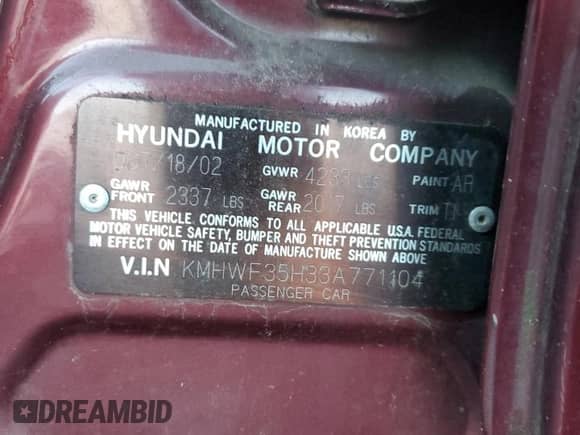 MANUFACTURED IN KOREA BY
HYUNDAI MOTOR COMPANY
/18/02 GVWR LBS PAINT AR
GAWR FRONT 2337 LBS GAWR REAR LBS TRIM
THIS VEHICLE CONFORMS TO ALL APPLICABLE U.S.A. FEDERAL
MOTOR VEHICLE SAFETY, BUMPER AND THEFT PREVENTION STANDARDS
IN EFFECT ON THE DATE OF MANUFACTURE SHOWN ABOVE
V.I.N KMHWF35H33A771104
PASSENGER CAR
DREAMBID